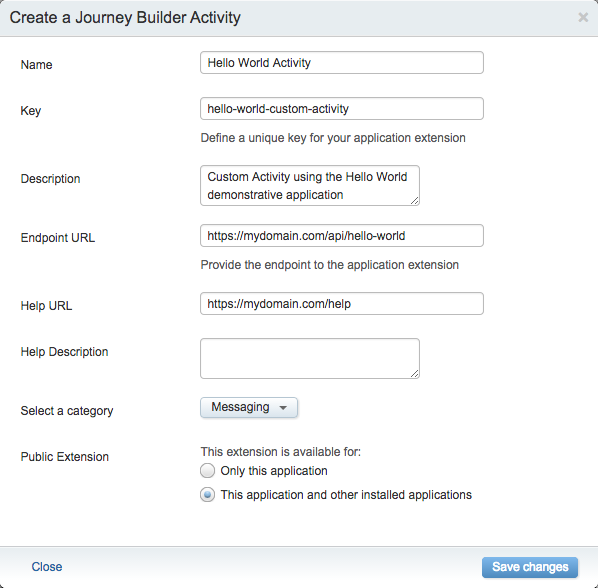 Create a Journey Builder Activity ×
Name Hello World Activity
Key hello-world-custom-activity
Define a unique key for your application extension
Description Custom Activity using the Hello World
demonstrative application
Endpoint URL https://mydomain.com/api/hello-world
Provide the endpoint to the application extension
Help URL https://mydomain.com/help
Help Description
Select a category Messaging
Public Extension This extension is available for:
Only this application
This application and other installed applications
Close Save changes